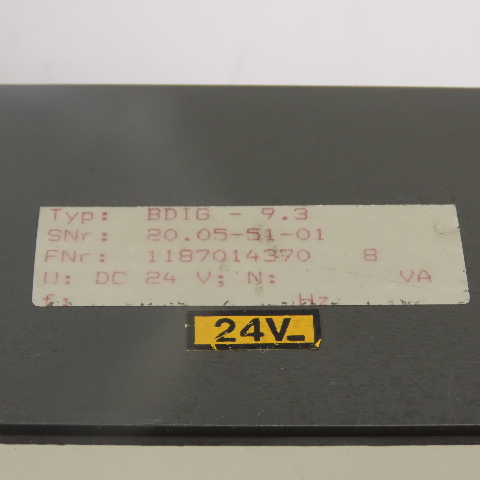 Typ: BDIG - 9.3
SNr: 20.05-51-01
FNr: 1187014370 8
U: DC 24 V; N: VA
f: Hz
24V